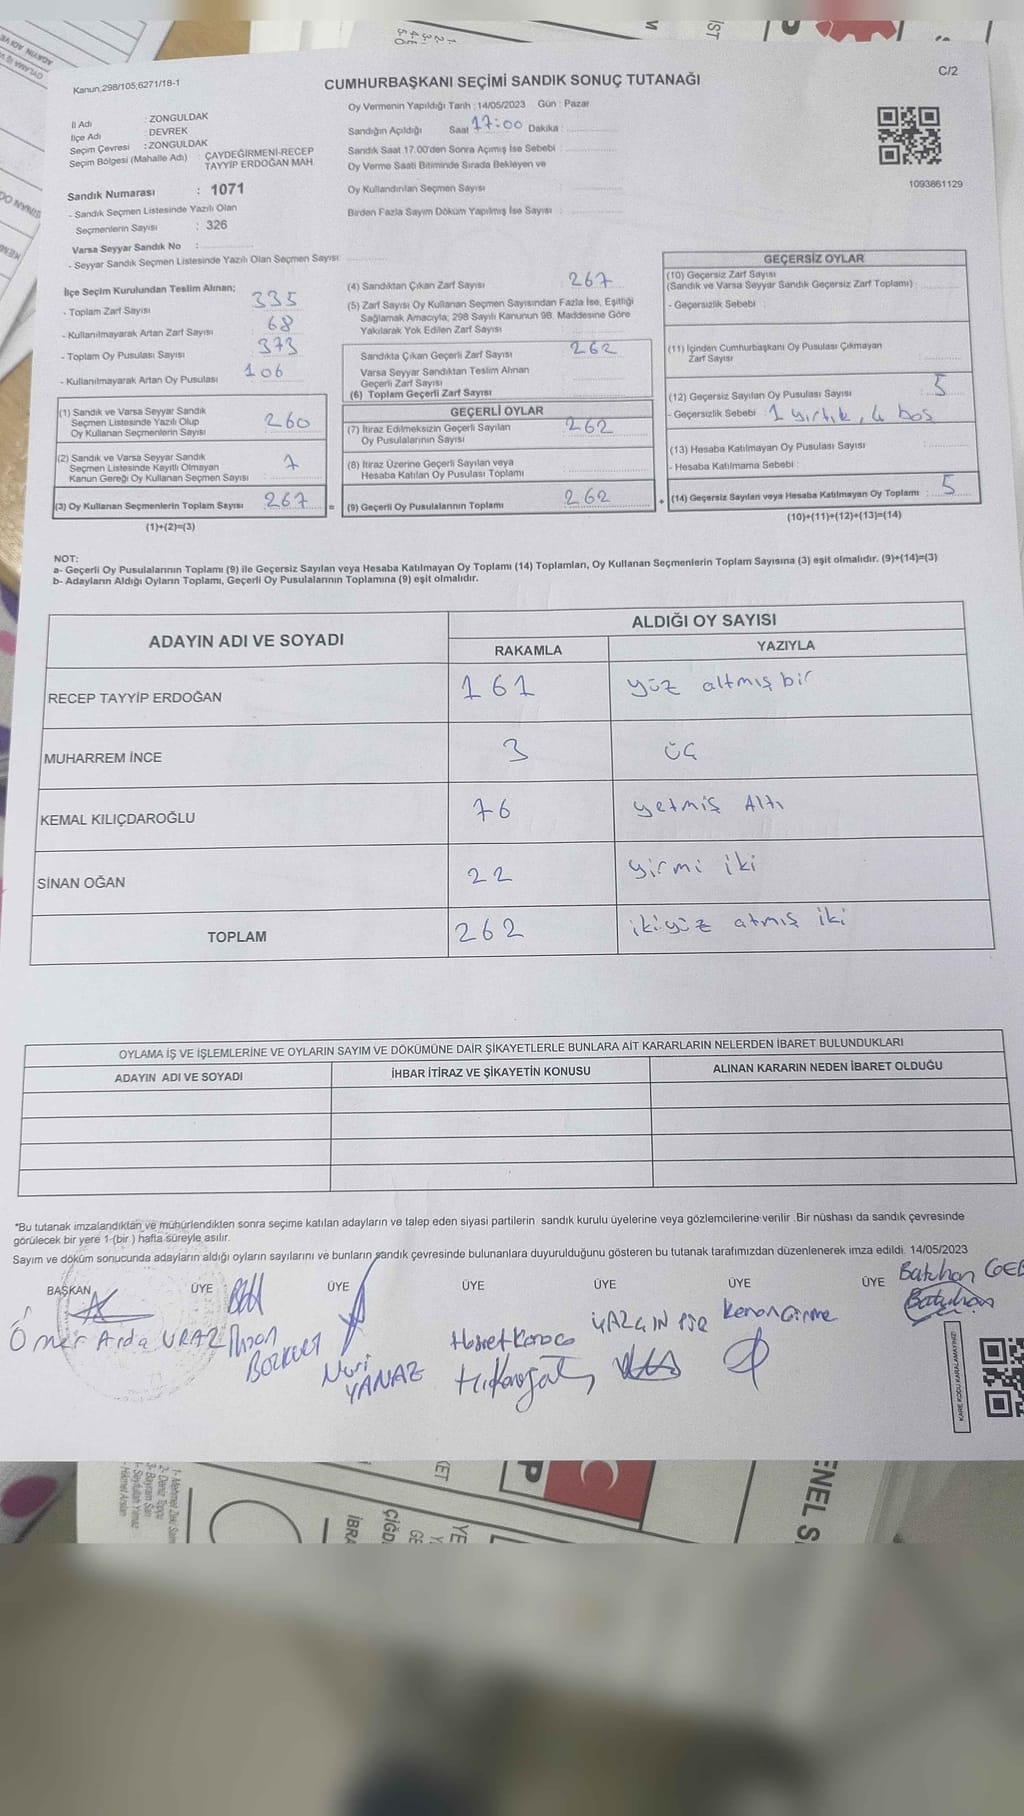 Kanun,298/105;6271/18-1
CUMHURBAŞKANI SEÇİMİ SANDIK SONUÇ TUTANAĞI
C/2
İl Adı : ZONGULDAK
İlçe Adı : DEVREK
Seçim Çevresi : ZONGULDAK
Seçim Bölgesi (Mahalle Adı) : ÇAYDEĞİRMENİ-RECEP
TAYYİP ERDOĞAN MAH.
Sandık Numarası : 1071
- Sandık Seçmen Listesinde Yazılı Olan
Seçmenlerin Sayısı : 326
Varsa Seyyar Sandık No :
- Seyyar Sandık Seçmen Listesinde Yazılı Olan Seçmen Sayısı:
Oy Vermenin Yapıldığı Tarih : 14/05/2023 Gün : Pazar
Sandığın Açıldığı Saat 17:00 Dakika :
Sandık Saat 17.00'den Sonra Açımış İse Sebebi :
Oy Verme Saati Bitiminde Sırada Bekleyen ve
Oy Kullandırılan Seçmen Sayısı
Birden Fazla Sayım Döküm Yapılmış İse Sayısı :
1093861129
İlçe Seçim Kurulundan Teslim Alınan;
- Toplam Zarf Sayısı 335
- Kullanılmayarak Artan Zarf Sayısı 68
- Toplam Oy Pusulası Sayısı 373
- Kullanılmayarak Artan Oy Pusulası 106
(1) Sandık ve Varsa Seyyar Sandık
Seçmen Listesinde Yazılı Olup
Oy Kullanan Seçmenlerin Sayısı 260
(2) Sandık ve Varsa Seyyar Sandık
Seçmen Listesinde Kayıtlı Olmayan
Kanun Gereği Oy Kullanan Seçmen Sayısı 7
(3) Oy Kullanan Seçmenlerin Toplam Sayısı 267 =
(1)+(2)=(3)
(4) Sandıktan Çıkan Zarf Sayısı 267
(5) Zarf Sayısı Oy Kullanan Seçmen Sayısından Fazla İse, Eşitliği
Sağlamak Amacıyla; 298 Sayılı Kanunun 98. Maddesine Göre
Yakılarak Yok Edilen Zarf Sayısı
Sandıkta Çıkan Geçerli Zarf Sayısı 262
Varsa Seyyar Sandıktan Teslim Alınan
Geçerli Zarf Sayısı
(6) Toplam Geçerli Zarf Sayısı
GEÇERLİ OYLAR
(7) İtiraz Edilmeksizin Geçerli Sayılan
Oy Pusulalarının Sayısı 262
(8) İtiraz Üzerine Geçerli Sayılan veya
Hesaba Katılan Oy Pusulası Toplamı
(9) Geçerli Oy Pusulalarının Toplamı 262 +
GEÇERSİZ OYLAR
(10) Geçersiz Zarf Sayısı
(Sandık ve Varsa Seyyar Sandık Geçersiz Zarf Toplamı) :
- Geçersizlik Sebebi :
(11) İçinden Cumhurbaşkanı Oy Pusulası Çıkmayan
Zarf Sayısı
(12) Geçersiz Sayılan Oy Pusulası Sayısı 5
- Geçersizlik Sebebi : 1 yırtık, 4 boş
(13) Hesaba Katılmayan Oy Pusulası Sayısı
- Hesaba Katılmama Sebebi :
(14) Geçersiz Sayılan veya Hesaba Katılmayan Oy Toplamı : 5
(10)+(11)+(12)+(13)=(14)
NOT:
a- Geçerli Oy Pusulalarının Toplamı (9) ile Geçersiz Sayılan veya Hesaba Katılmayan Oy Toplamı (14) Toplamları, Oy Kullanan Seçmenlerin Toplam Sayısına (3) eşit olmalıdır. (9)+(14)=(3)
b- Adayların Aldığı Oyların Toplamı, Geçerli Oy Pusulalarının Toplamına (9) eşit olmalıdır.
ADAYIN ADI VE SOYADI
ALDIĞI OY SAYISI
RAKAMLA YAZIYLA
RECEP TAYYİP ERDOĞAN 161 yüz altmış bir
MUHARREM İNCE 3 üç
KEMAL KILIÇDAROĞLU 76 yetmiş Altı
SİNAN OĞAN 22 yirmi iki
TOPLAM 262 ikiyüz atmış iki
OYLAMA İŞ VE İŞLEMLERİNE VE OYLARIN SAYIM VE DÖKÜMÜNE DAİR ŞİKAYETLERLE BUNLARA AİT KARARLARIN NELERDEN İBARET BULUNDUKLARI
ADAYIN ADI VE SOYADI İHBAR İTİRAZ VE ŞİKAYETİN KONUSU ALINAN KARARIN NEDEN İBARET OLDUĞU
*Bu tutanak imzalandıktan ve mühürlendikten sonra seçime katılan adayların ve talep eden siyasi partilerin sandık kurulu üyelerine veya gözlemcilerine verilir .Bir nüshası da sandık çevresinde
görülecek bir yere 1 (bir ) hafta süreyle asılır.
Sayım ve döküm sonucunda adayların aldığı oyların sayılarını ve bunların sandık çevresinde bulunanlara duyurulduğunu gösteren bu tutanak tarafımızdan düzenlenerek imza edildi. 14/05/2023
BAŞKAN ÜYE ÜYE ÜYE ÜYE ÜYE ÜYE
Ömer Arda URAZ
BOZKURT
Nuri
YANAZ
Kenan Girme
Batuhan
Batuhan
KARE KODU KARALAMAYINIZ!
ENEL S